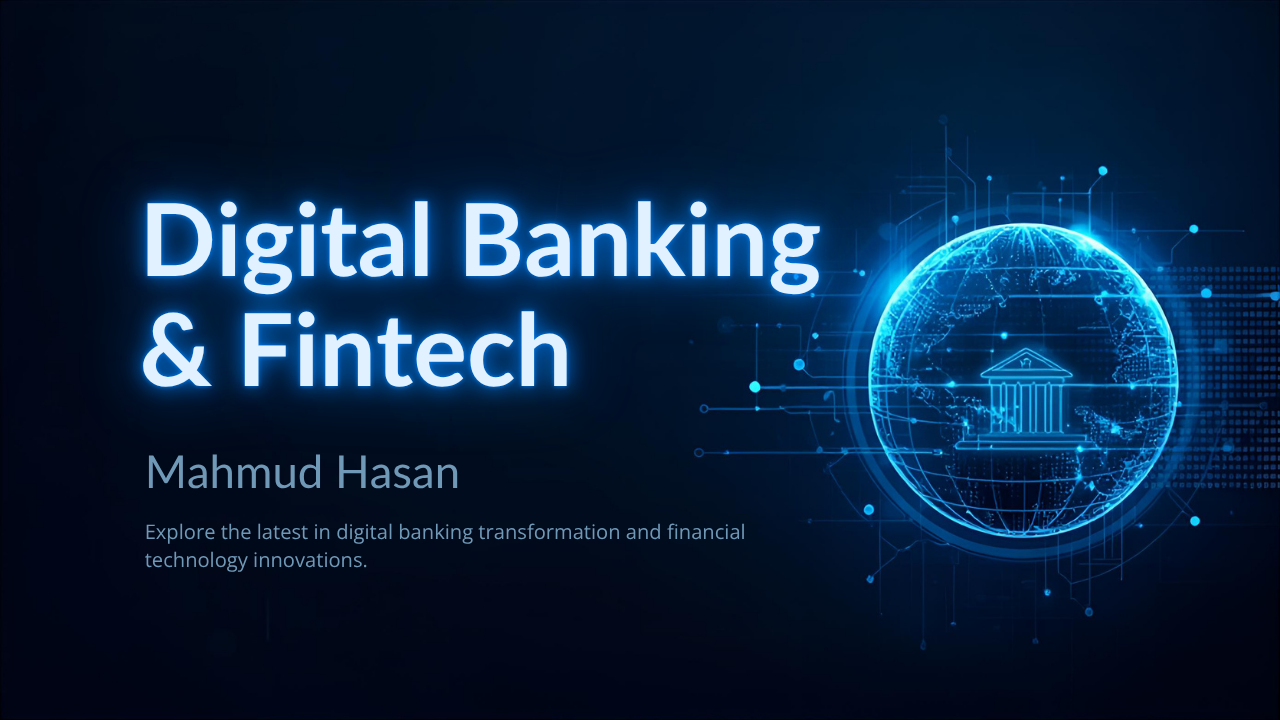 Digital Banking
& Fintech
Mahmud Hasan
Explore the latest in digital banking transformation and financial
technology innovations.